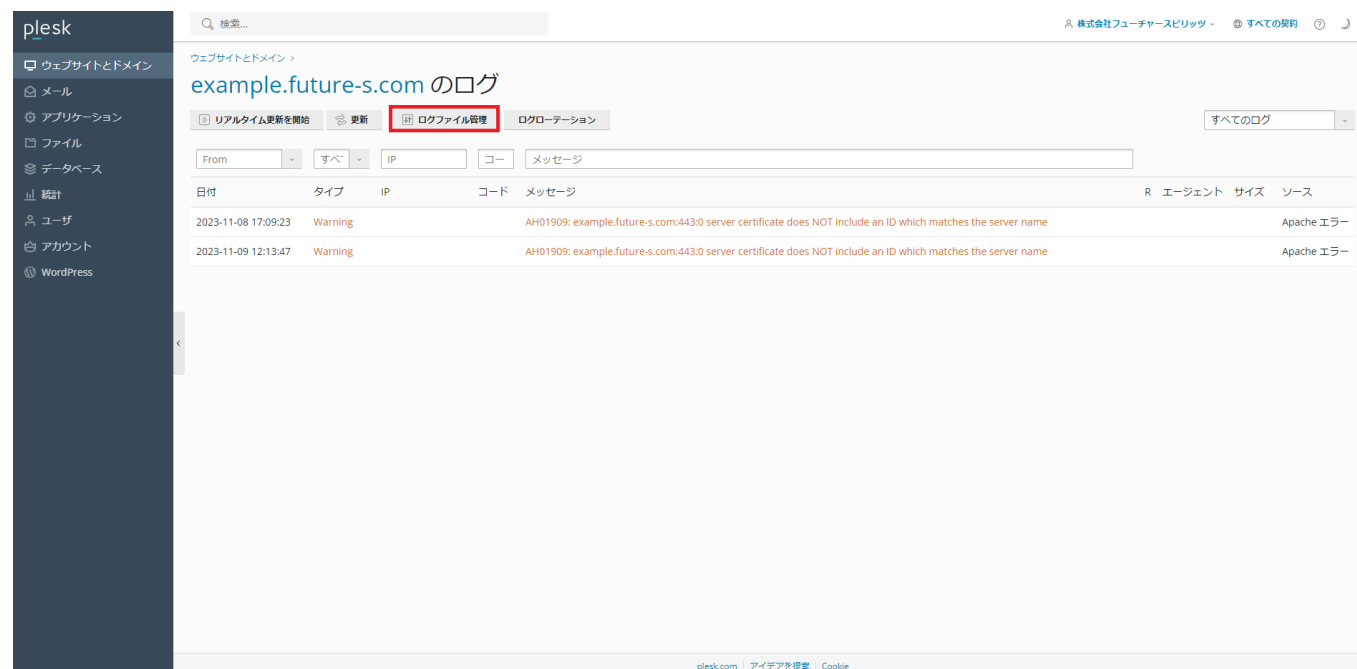 plesk
検索...
株式会社フューチャースピリッツ
すべての契約
ウェブサイトとドメイン
メール
アプリケーション
ファイル
データベース
統計
ユーザ
アカウント
WordPress
ウェブサイトとドメイン >
example.future-s.com のログ
リアルタイム更新を開始 更新 ログファイル管理 ログローテーション すべてのログ
From すべ IP コー メッセージ
日付 タイプ IP コード メッセージ R エージェント サイズ ソース
2023-11-08 17:09:23 Warning AH01909: example.future-s.com:443:0 server certificate does NOT include an ID which matches the server name Apache エラー
2023-11-09 12:13:47 Warning AH01909: example.future-s.com:443:0 server certificate does NOT include an ID which matches the server name Apache エラー
plesk.com アイデアを提案 Cookie